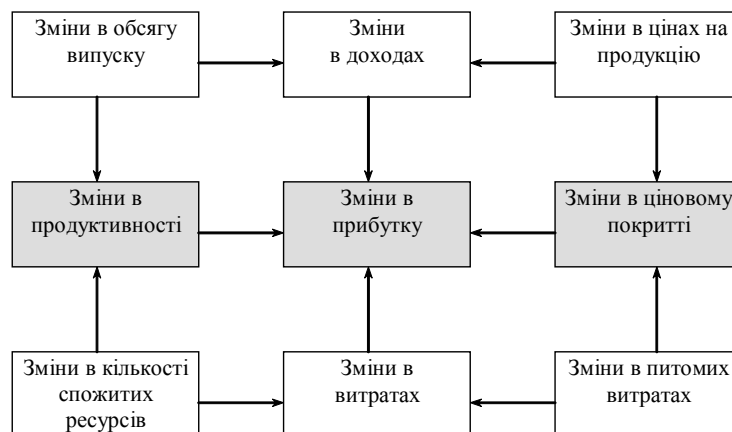 Зміни в обсягу
випуску
Зміни
в доходах
Зміни в цінах на
продукцію
Зміни в
продуктивності
Зміни в
прибутку
Зміни в ціновому
покритті
Зміни в кількості
спожитих
ресурсів
Зміни в
витратах
Зміни в питомих
витратах